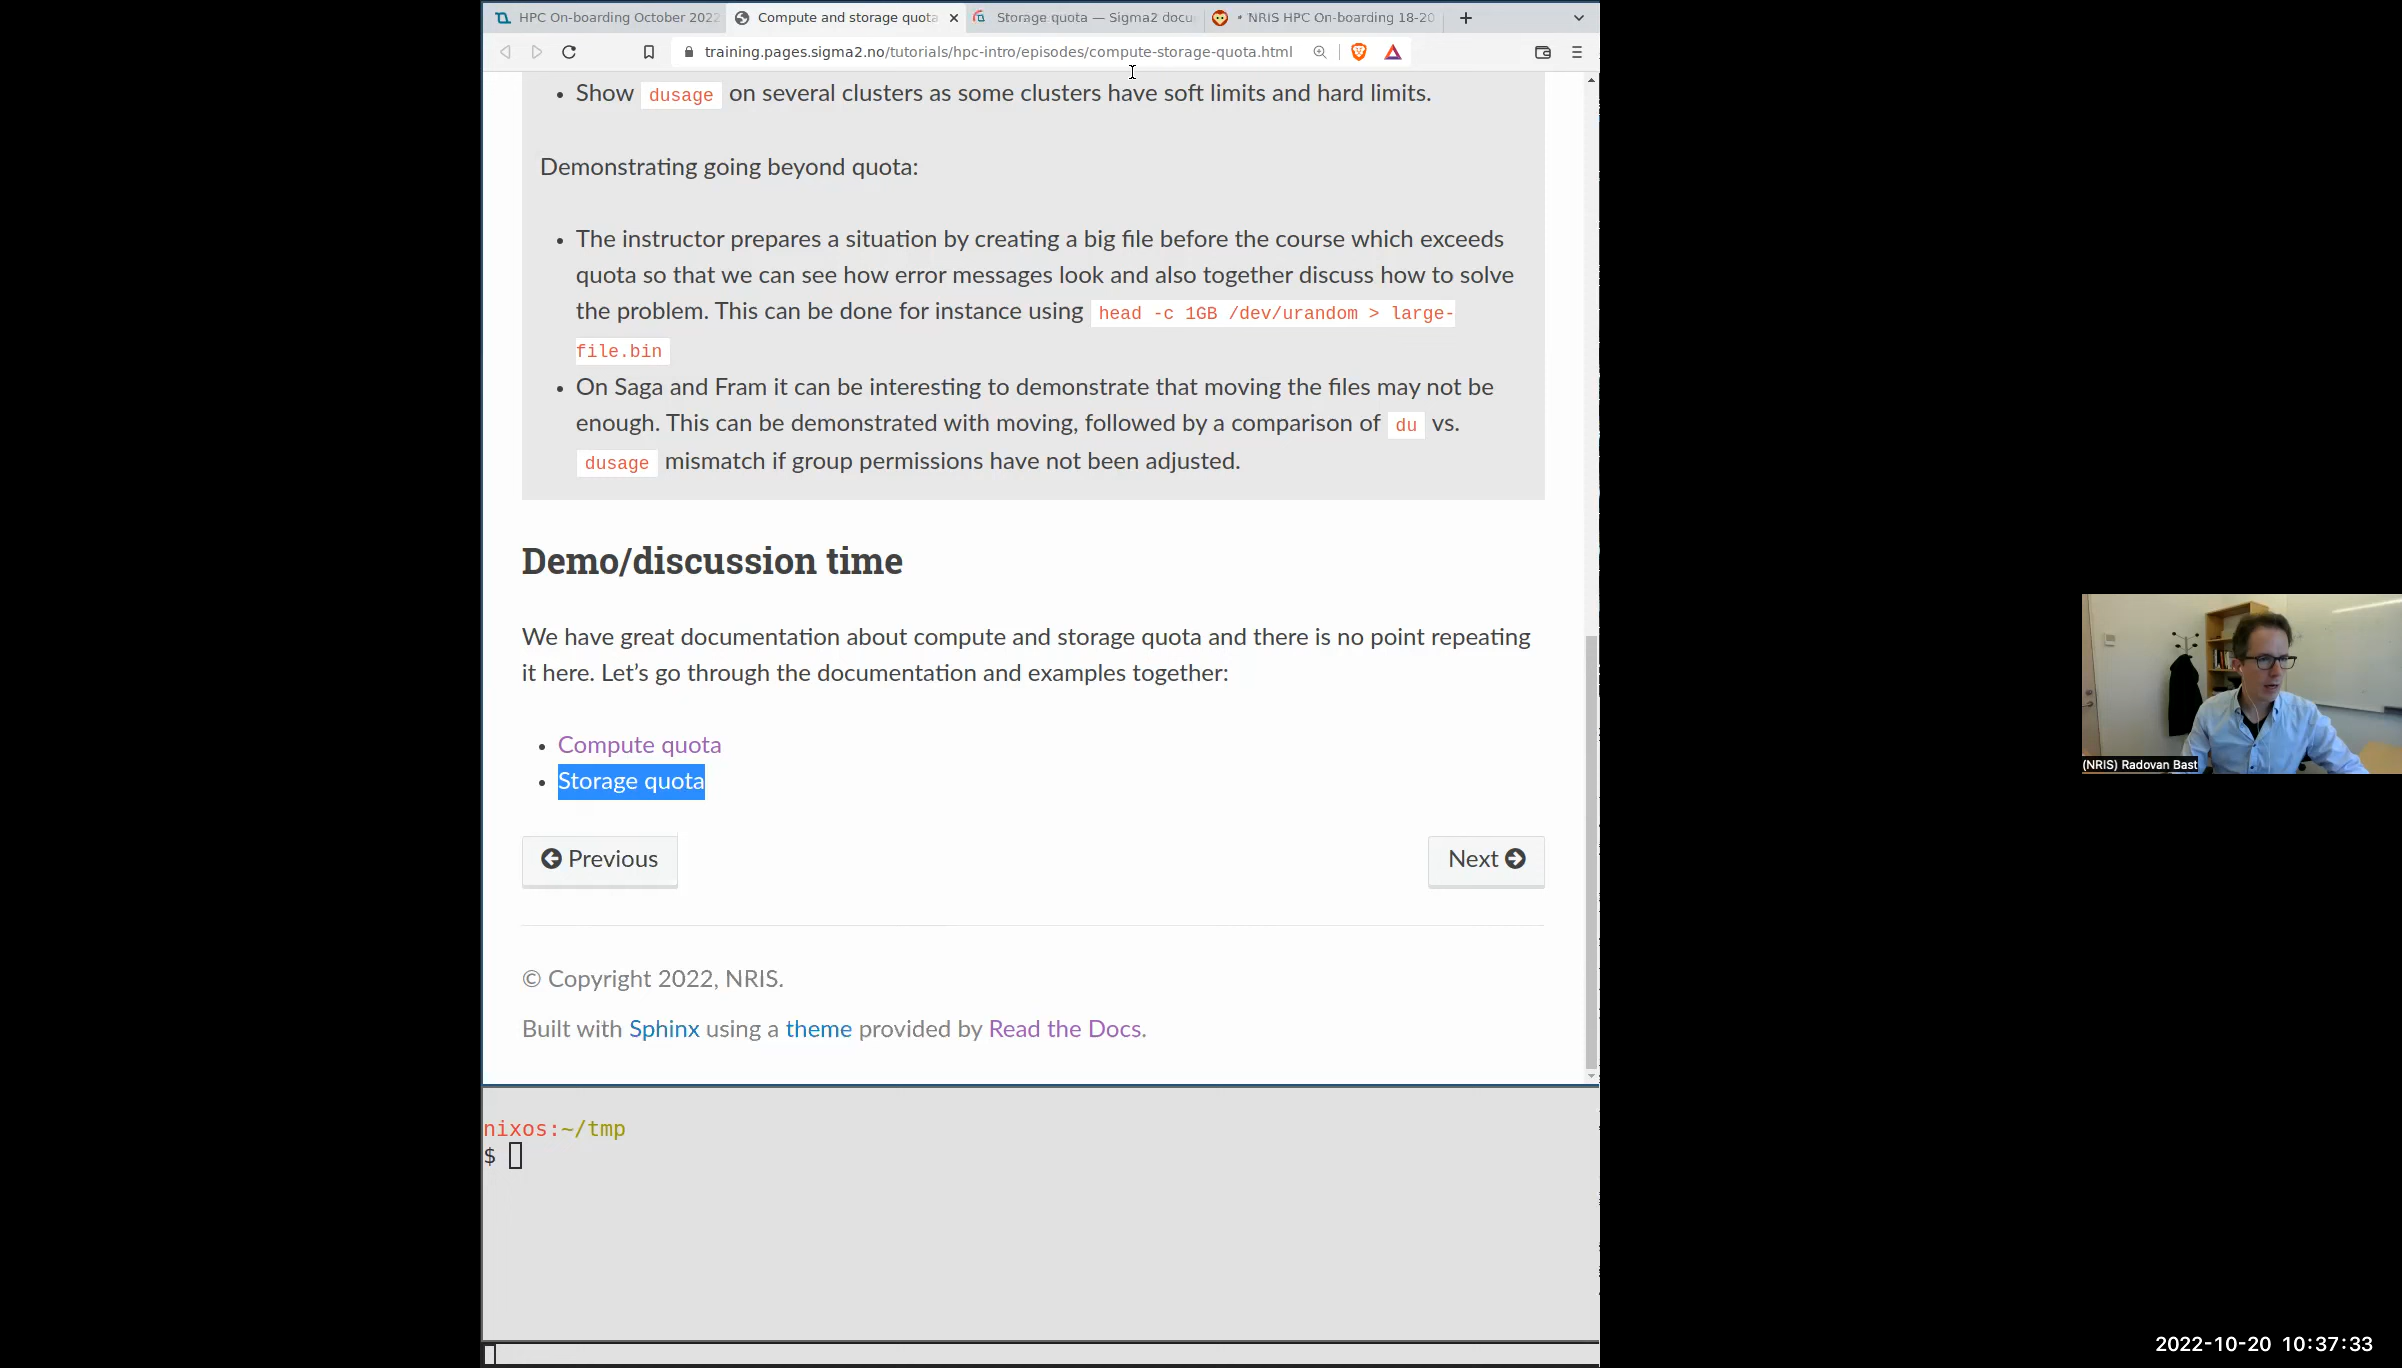 HPC On-boarding October 2022
Compute and storage quota
Storage quota — Sigma2 docu
NRIS HPC On-boarding 18-20
training.pages.sigma2.no/tutorials/hpc-intro/episodes/compute-storage-quota.html
• Show dusage on several clusters as some clusters have soft limits and hard limits.
Demonstrating going beyond quota:
• The instructor prepares a situation by creating a big file before the course which exceeds
quota so that we can see how error messages look and also together discuss how to solve
the problem. This can be done for instance using head -c 1GB /dev/urandom > large-
file.bin
• On Saga and Fram it can be interesting to demonstrate that moving the files may not be
enough. This can be demonstrated with moving, followed by a comparison of du vs.
dusage mismatch if group permissions have not been adjusted.
Demo/discussion time
We have great documentation about compute and storage quota and there is no point repeating
it here. Let’s go through the documentation and examples together:
• Compute quota
• Storage quota
Previous
Next
© Copyright 2022, NRIS.
Built with Sphinx using a theme provided by Read the Docs.
nixos:~/tmp
$
(NRIS) Radovan Bast
2022-10-20 10:37:33